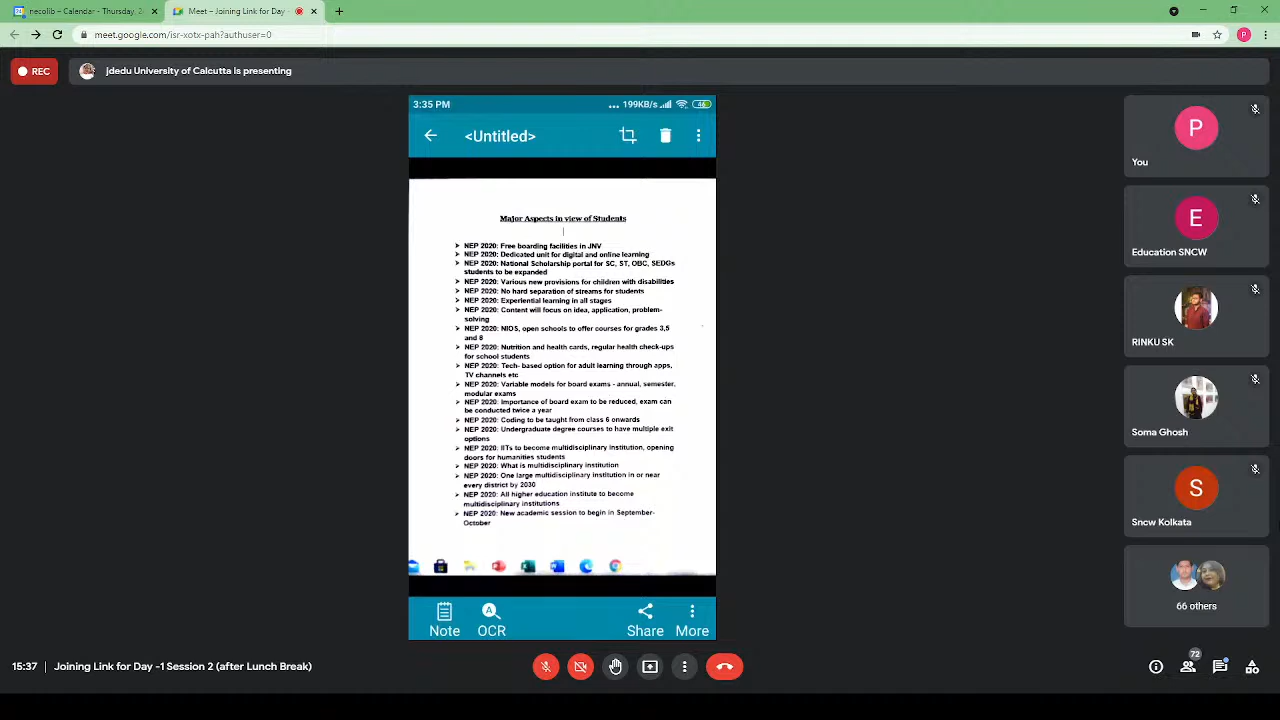 necolib – Calendar - Thursday, 2
Meet – Joining Link for Day -
meet.google.com/isr-xotx-pah?authuser=0
P
REC
Jdedu University of Calcutta is presenting
3:35 PM
199KB/s
46
<Untitled>
Major Aspects in view of Students
NEP 2020: Free boarding facilities in JNV
NEP 2020: Dedicated unit for digital and online learning
NEP 2020: National Scholarship portal for SC, ST, OBC, SEDGs
students to be expanded
NEP 2020: Various new provisions for children with disabilities
NEP 2020: No hard separation of streams for students
NEP 2020: Experiential learning in all stages
NEP 2020: Content will focus on idea, application, problem-
solving
NEP 2020: NIOS, open schools to offer courses for grades 3,5
and 8
NEP 2020: Nutrition and health cards, regular health check-ups
for school students
NEP 2020: Tech- based option for adult learning through apps,
TV channels etc
NEP 2020: Variable models for board exams - annual, semester,
modular exams
NEP 2020: Importance of board exam to be reduced, exam can
be conducted twice a year
NEP 2020: Coding to be taught from class 6 onwards
NEP 2020: Undergraduate degree courses to have multiple exit
options
NEP 2020: IITs to become multidisciplinary institution, opening
doors for humanities students
NEP 2020: What is multidisciplinary institution
NEP 2020: One large multidisciplinary institution in or near
every district by 2030
NEP 2020: All higher education institute to become
multidisciplinary institutions
NEP 2020: New academic session to begin in September-
October
Note
OCR
Share
More
P
You
E
Education SNCW
RINKU SK
Soma Ghosh
S
Snow Kolkata
66 others
15:37 | Joining Link for Day -1 Session 2 (after Lunch Break)
72